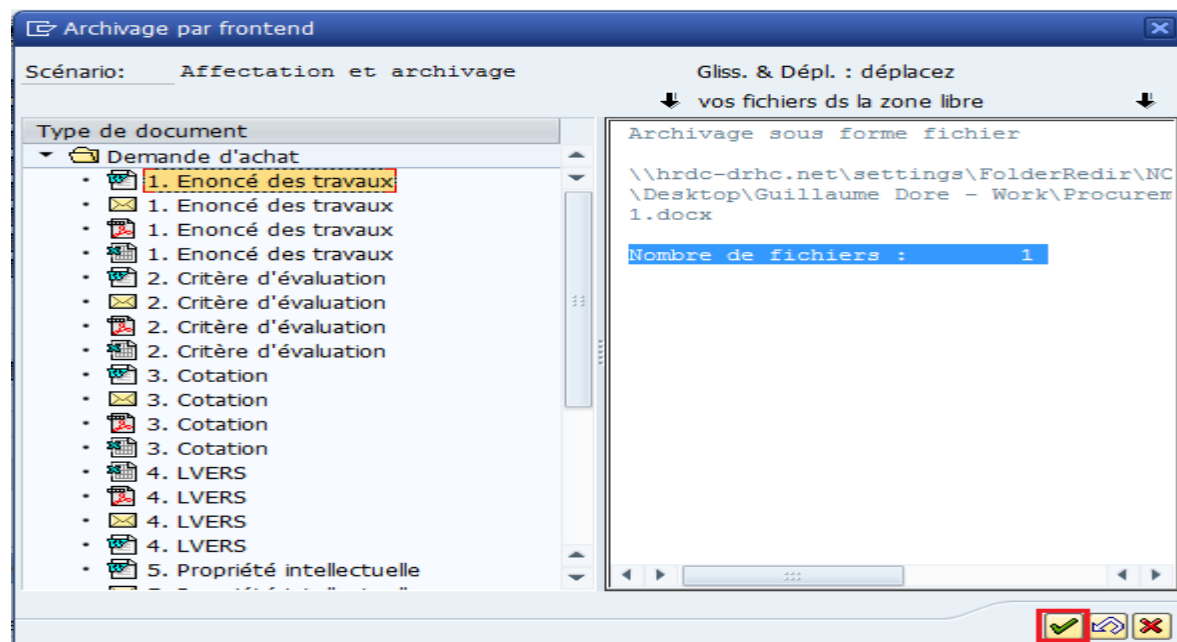 Archivage par frontend
Scénario: Affectation et archivage
Gliss. & Dépl. : déplacez
vos fichiers ds la zone libre
Type de document
Demande d'achat
1. Enoncé des travaux
1. Enoncé des travaux
1. Enoncé des travaux
1. Enoncé des travaux
2. Critère d'évaluation
2. Critère d'évaluation
2. Critère d'évaluation
2. Critère d'évaluation
3. Cotation
3. Cotation
3. Cotation
3. Cotation
4. LVERS
4. LVERS
4. LVERS
4. LVERS
5. Propriété intellectuelle
Archivage sous forme fichier
\\hrdc-drhc.net\settings\FolderRedir\NC
\Desktop\Guillaume Dore - Work\Procurem
1.docx
Nombre de fichiers : 1